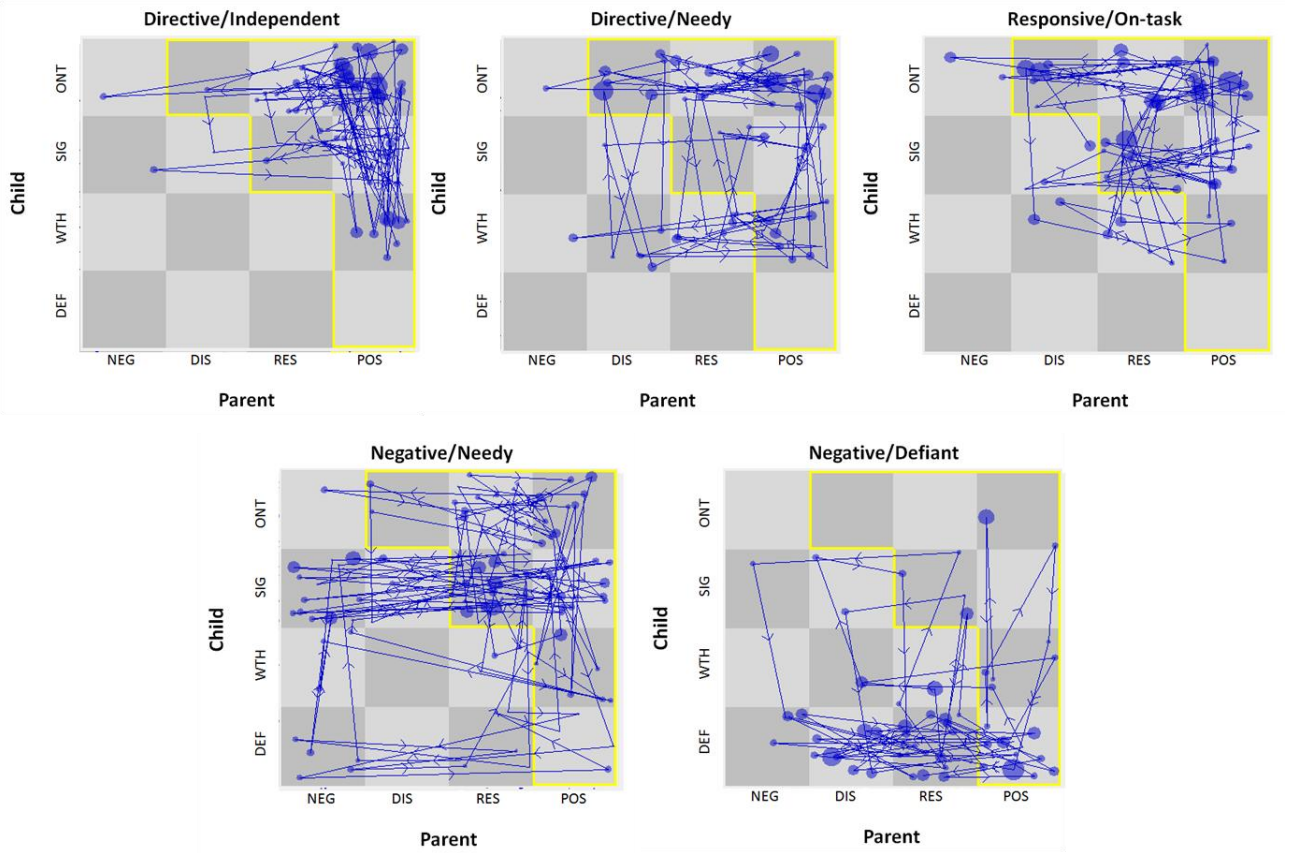 Directive/Independent
Directive/Needy
Responsive/On-task
Child
ONT
SIG
WTH
DEF
NEG DIS RES POS
Parent
Child
ONT
SIG
WTH
DEF
NEG DIS RES POS
Parent
Child
ONT
SIG
WTH
DEF
NEG DIS RES POS
Parent
Negative/Needy
Negative/Defiant
Child
ONT
SIG
WTH
DEF
NEG DIS RES POS
Parent
Child
ONT
SIG
WTH
DEF
NEG DIS RES POS
Parent